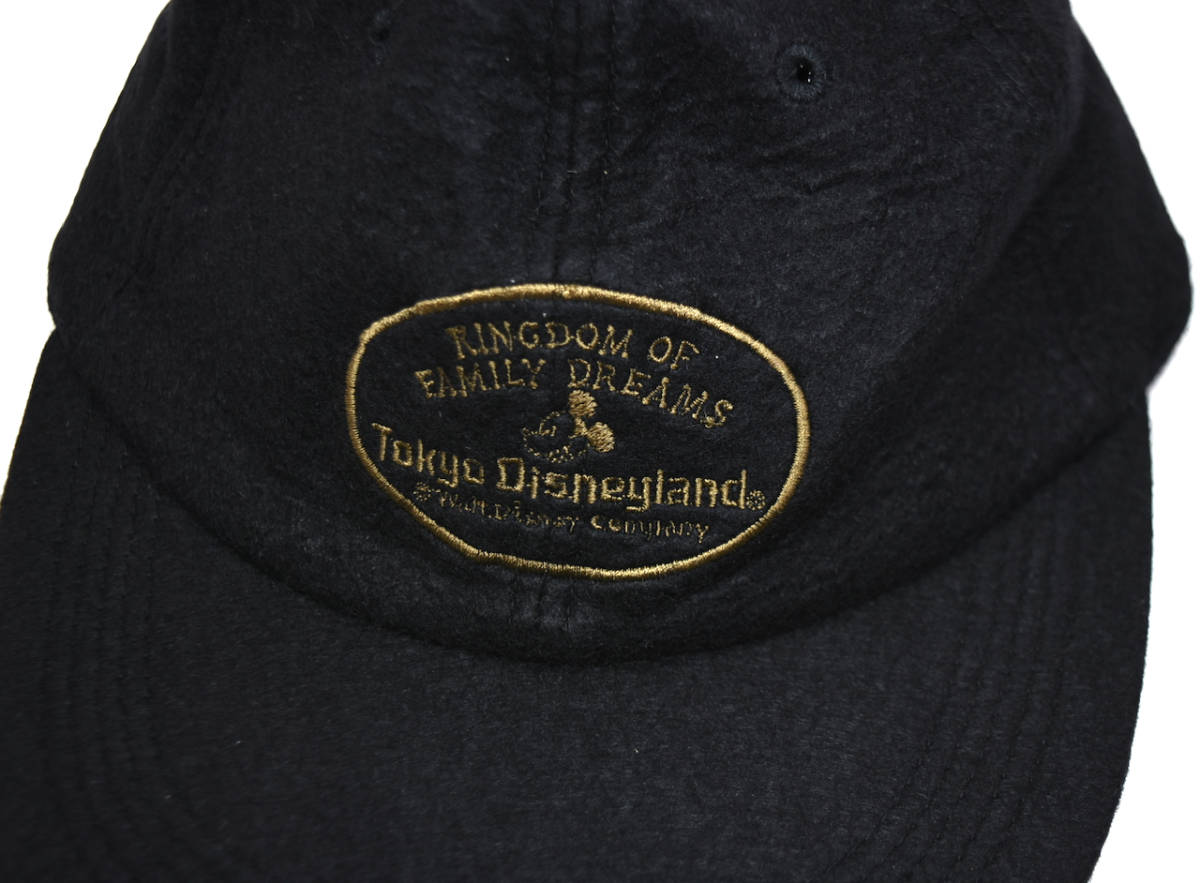 KINGDOM OF
FAMILY DREAMS
Tokyo Disneyland®
© Walt Disney Company